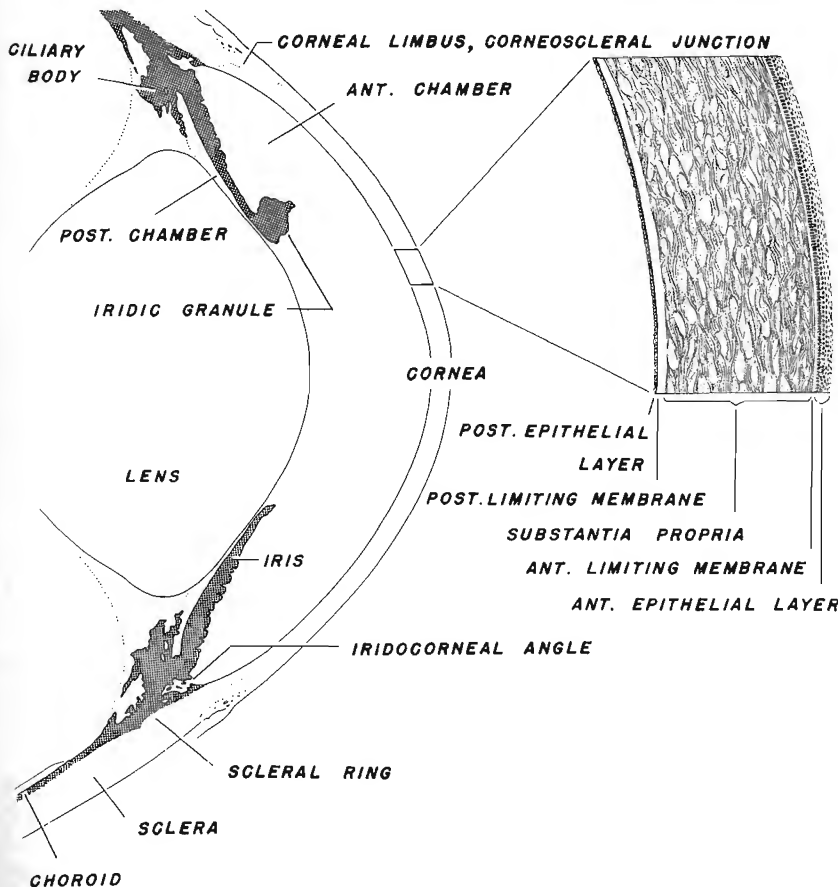 CILIARY
BODY
CORNEAL LIMBUS, CORNEOSCLERAL JUNCTION
ANT. CHAMBER
POST. CHAMBER
IRIDIC GRANULE
CORNEA
POST. EPITHELIAL
LAYER
POST. LIMITING MEMBRANE
SUBSTANTIA PROPRIA
ANT. LIMITING MEMBRANE
ANT. EPITHELIAL LAYER
LENS
IRIS
IRIDOCORNEAL ANGLE
SCLERAL RING
SCLERA
CHOROID